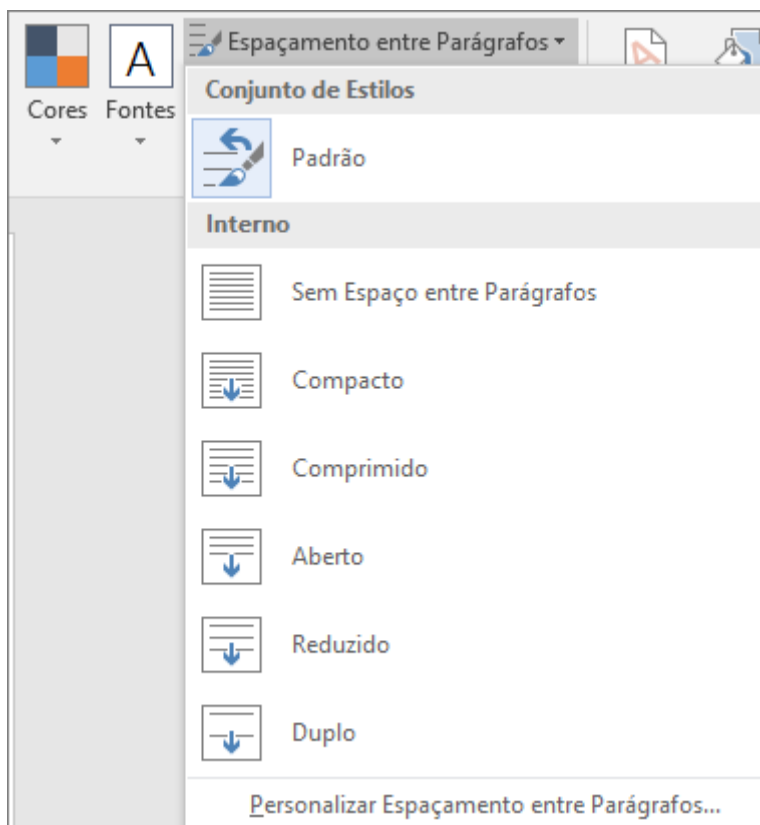 Espaçamento entre Parágrafos
A
Cores
Fontes
Conjunto de Estilos
Padrão
Interno
Sem Espaço entre Parágrafos
Compacto
Comprimido
Aberto
Reduzido
Duplo
Personalizar Espaçamento entre Parágrafos...